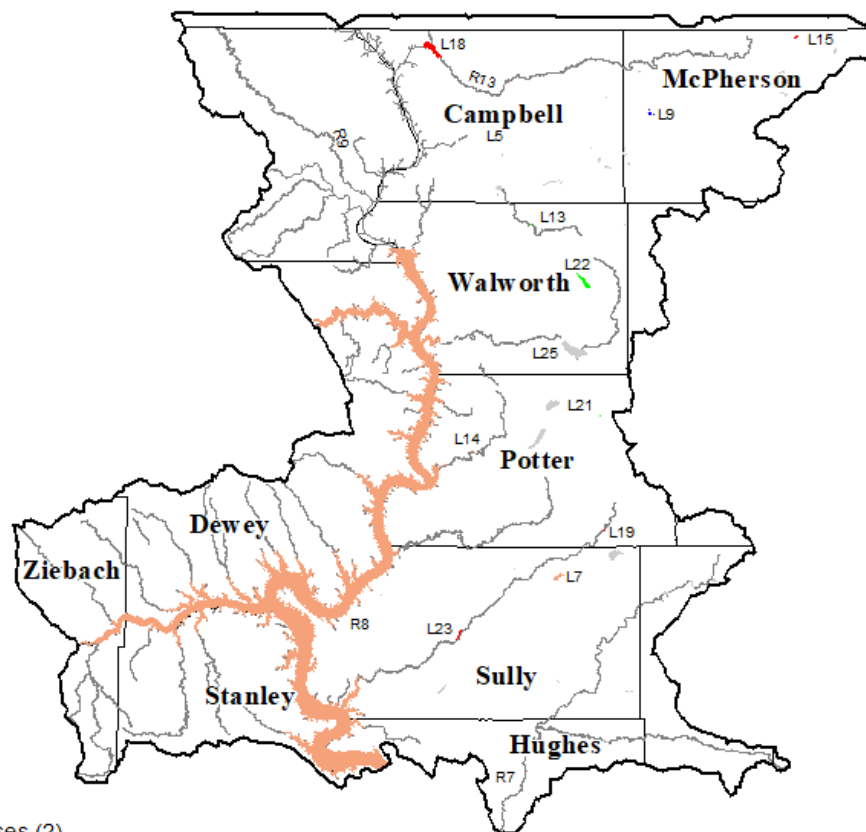 L18
L15
R13
McPherson
Campbell
L9
R9
L5
L13
L22
Walworth
L25
L21
L14
Potter
Dewey
L19
Ziebach
L7
R8
L23
Sully
Stanley
Hughes
R7
(2)